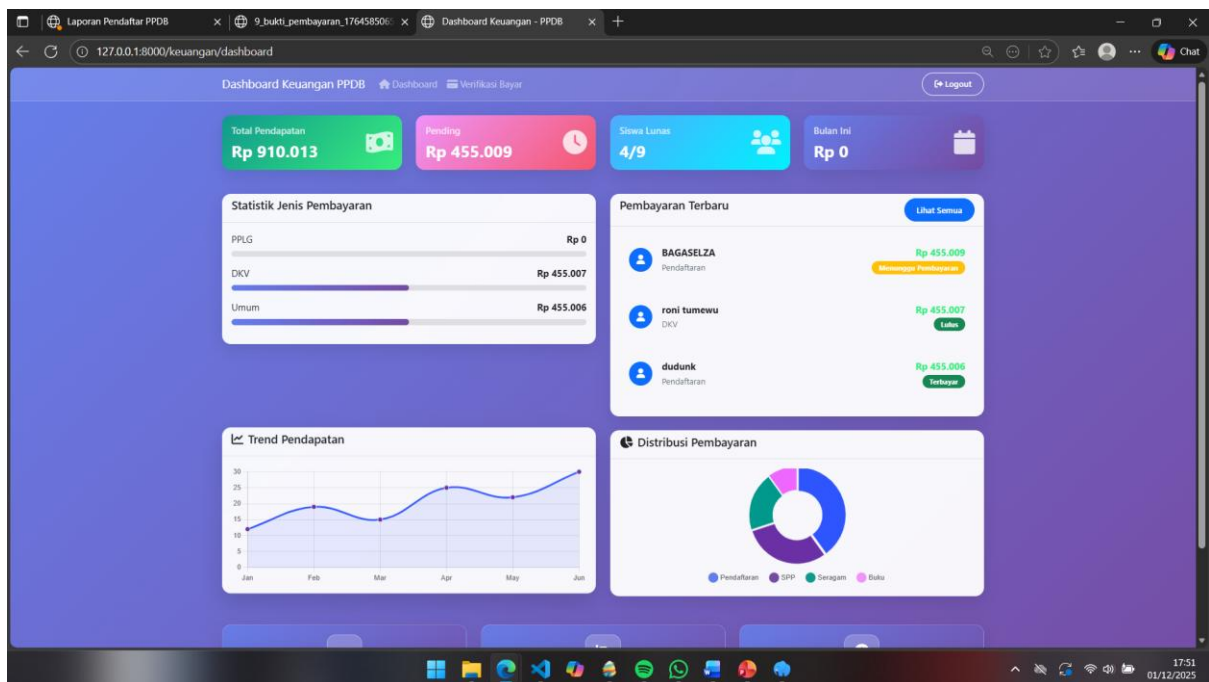 Laporan Pendaftar PPDB
9_bukti_pembayaran_1764585065
Dashboard Keuangan - PPDB
127.0.0.1:8000/keuangan/dashboard
Chat
Dashboard Keuangan PPDB
Dashboard
Verifikasi Bayar
Logout
Total Pendapatan
Rp 910.013
Pending
Rp 455.009
Siswa Lunas
4/9
Bulan Ini
Rp 0
Statistik Jenis Pembayaran
PPLG Rp 0
DKV Rp 455.007
Umum Rp 455.006
Pembayaran Terbaru
Lihat Semua
BAGASELZA Rp 455.009
Pendaftaran Menunggu Pembayaran
roni tumewu Rp 455.007
DKV Lulus
dudunk Rp 455.006
Pendaftaran Terbayar
Trend Pendapatan
30
25
20
15
10
5
0
Jan Feb Mar Apr May Jun
Distribusi Pembayaran
Pendaftaran SPP Seragam Buku
17:51
01/12/2025